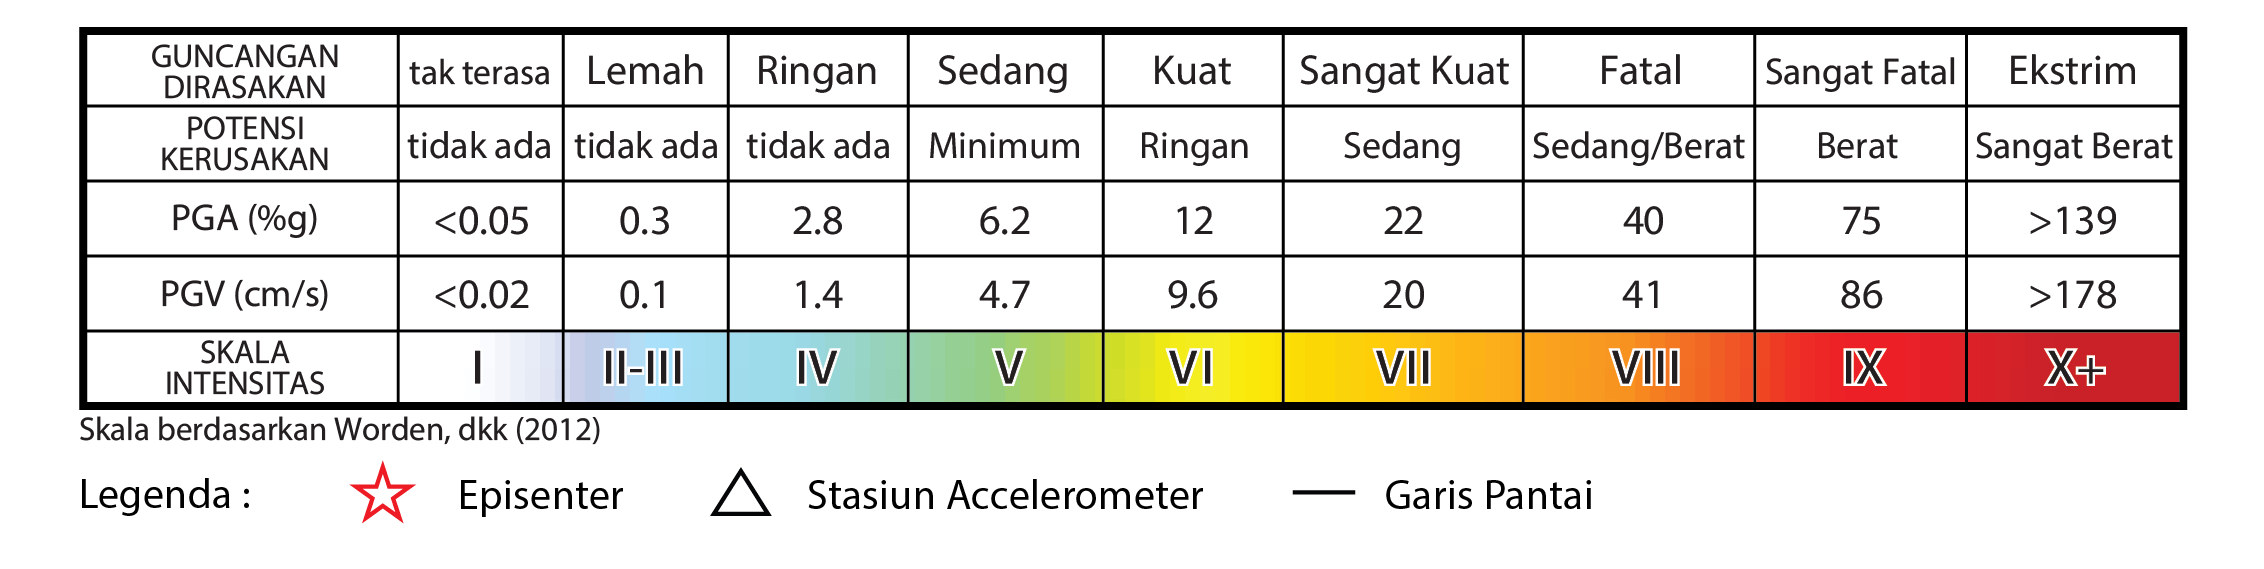 GUNCANGAN
DIRASAKAN
tak terasa
Lemah
Ringan
Sedang
Kuat
Sangat Kuat
Fatal
Sangat Fatal
Ekstrim
POTENSI
KERUSAKAN
tidak ada
tidak ada
tidak ada
Minimum
Ringan
Sedang
Sedang/Berat
Berat
Sangat Berat
PGA (%g)
<0.05
0.3
2.8
6.2
12
22
40
75
>139
PGV (cm/s)
<0.02
0.1
1.4
4.7
9.6
20
41
86
>178
SKALA
INTENSITAS
I
II-III
IV
V
VI
VII
VIII
IX
X+
Skala berdasarkan Worden, dkk (2012)
Legenda : Episenter Stasiun Accelerometer Garis Pantai